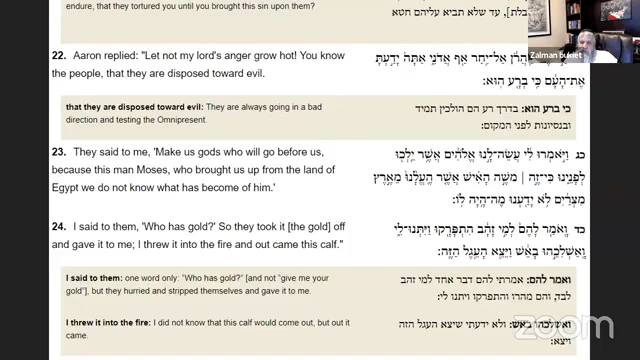 endure, that they tortured you until you brought this sin upon them?
[בלת], עד שלא תביא עליהם חטא
Zalman bukiet
22. Aaron replied: "Let not my lord's anger grow hot! You know
the people, that they are disposed toward evil.
אַהֲרֹ֔ן אַל־יִ֥חַר אַ֖ף אֲדֹנִ֑י אַתָּה֙ יָדַ֣עְתָּ
אֶת־הָעָ֔ם כִּ֥י בְרָ֖ע הֽוּא:
that they are disposed toward evil: They are always going in a bad
direction and testing the Omnipresent.
כי ברע הוא: בדרך רע הם הולכין תמיד
ובנסיונות לפני המקום:
23. They said to me, 'Make us gods who will go before us,
because this man Moses, who brought us up from the land of
Egypt we do not know what has become of him.'
כג וַיֹּ֣אמְרוּ לִ֔י עֲשֵׂה־לָ֣נוּ אֱלֹהִ֔ים אֲשֶׁ֥ר יֵֽלְכ֖וּ
לְפָנֵ֑ינוּ כִּי־זֶ֣ה | משֶׁ֣ה הָאִ֗ישׁ אֲשֶׁ֤ר הֶֽעֱלָ֨נוּ֙ מֵאֶ֣רֶץ
מִצְרַ֔יִם לֹ֥א יָדַ֖עְנוּ מֶה־הָ֥יָה לֽוֹ:
24. I said to them, 'Who has gold?' So they took it [the gold] off
and gave it to me; I threw it into the fire and out came this calf."
כד וָֽאֹמַ֤ר לָהֶם֙ לְמִ֣י זָהָ֔ב הִתְפָּרָ֖קוּ וַיִּתְּנוּ־לִ֑י
וָֽאַשְׁלִכֵ֣הוּ בָאֵ֔שׁ וַיֵּצֵ֖א הָעֵ֥גֶל הַזֶּֽה:
I said to them: one word only: "Who has gold?" [and not "give me your
gold"], but they hurried and stripped themselves and gave it to me.
ואמר להם: אמרתי להם דבר אחד למי זהב
לבד, והם מהרו והתפרקו ויתנו לי:
I threw it into the fire: I did not know that this calf would come out, but out it
came.
ואשלכהו באש: ולא ידעתי שיצא העגל הזה
ויצא:
zoom